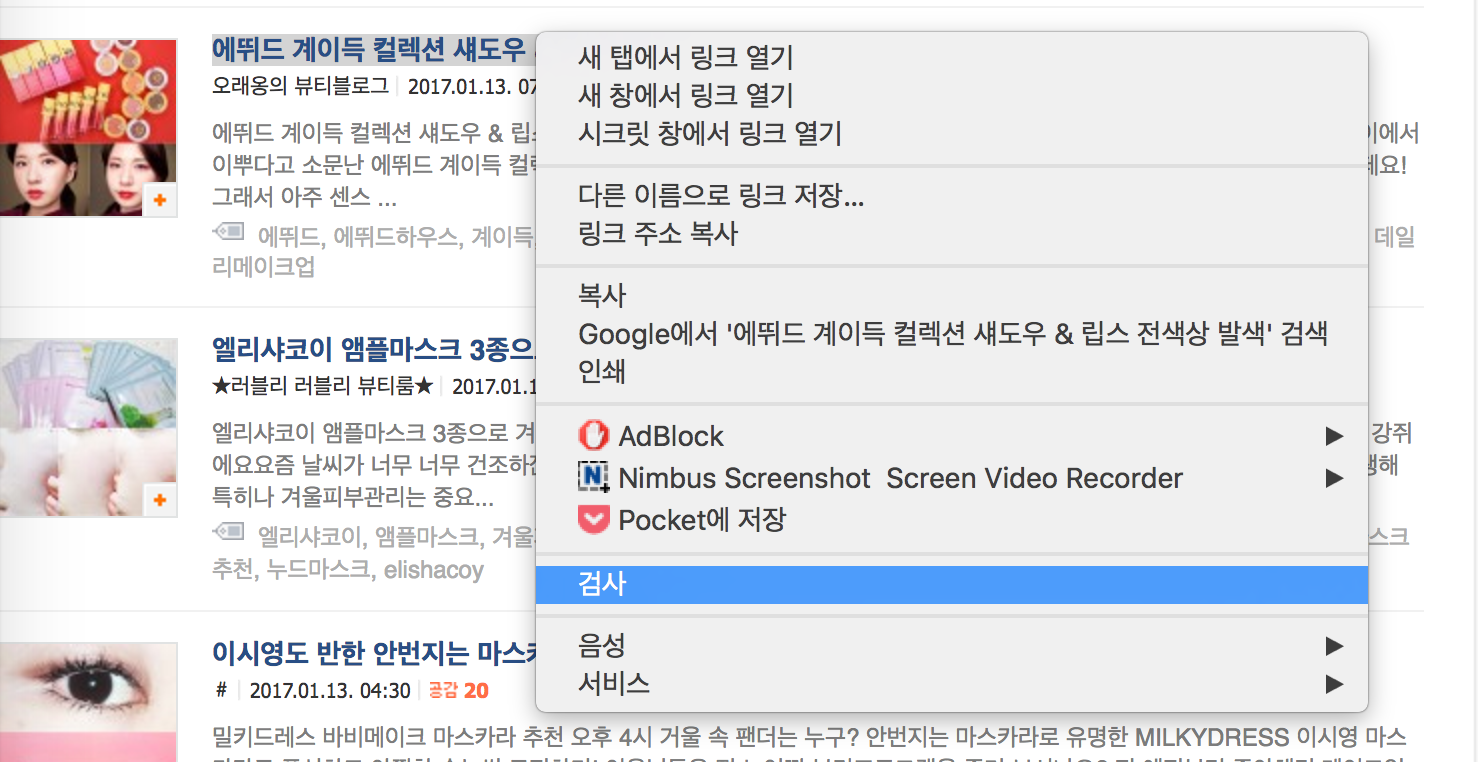 에뛰드 계이득 컬렉션 섀도우
오래옹의 뷰티블로그 2017.01.13. 07
에뛰드 계이득 컬렉션 섀도우 & 립
이에서
이쁘다고 소문난 에뛰드 계이득
그래서 아주 센스 ...
에뛰드, 에뛰드하우스, 계이득,
데일
리메이크업
새 탭에서 링크 열기
새 창에서 링크 열기
시크릿 창에서 링크 열기
다른 이름으로 링크 저장...
링크 주소 복사
복사
Google에서 '에뛰드 계이득 컬렉션 섀도우 & 립스 전색상 발색' 검색
인쇄
AdBlock
Nimbus Screenshot Screen Video Recorder
Pocket에 저장
검사
음성
서비스
엘리샤코이 앰플마스크 3종으
★러블리 러블리 뷰티룸★ 2017.01.1
엘리샤코이 앰플마스크 3종으로 겨
강쥐
에요요즘 날씨가 너무 너무 건조하
특히나 겨울피부관리는 중요...
엘리샤코이, 앰플마스크, 겨울
스크
추천, 누드마스크, elishacoy
이시영도 반한 안번지는 마스
# 2017.01.13. 04:30 공감 20
밀키드레스 바비메이크 마스카라 추천 오후 4시 거울 속 팬더는 누구? 안번지는 마스카라로 유명한 MILKYDRESS 이시영 마스